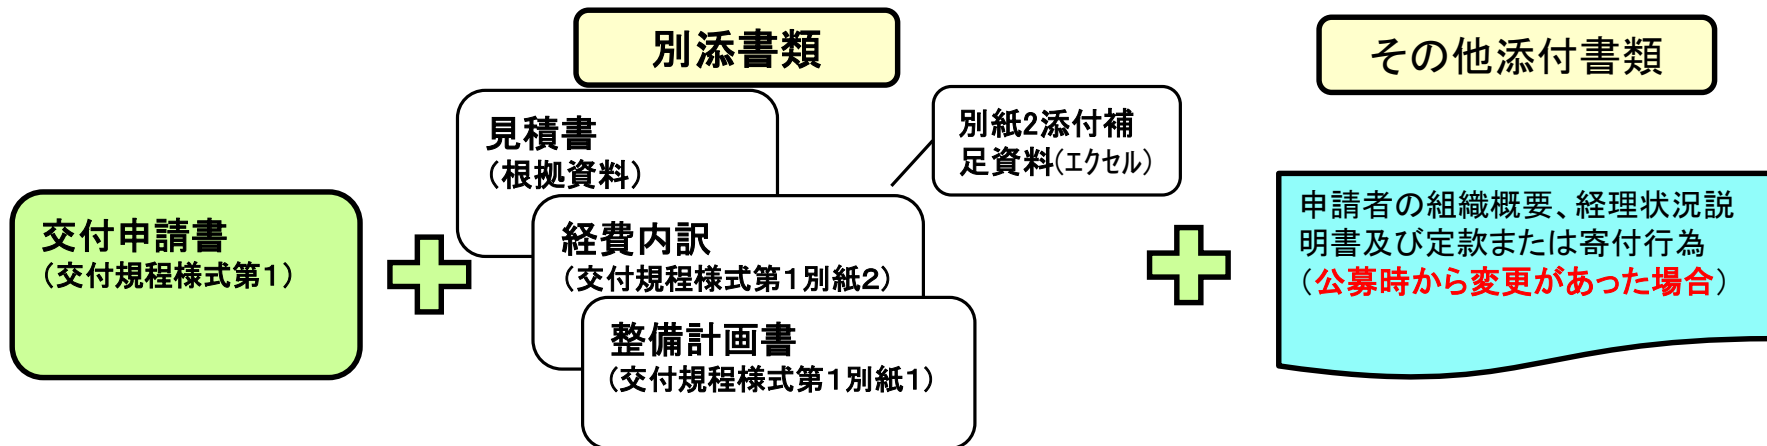 別添書類
その他添付書類
交付申請書
（交付規程様式第１）
見積書
（根拠資料）
別紙2添付補
足資料(ｴｸｾﾙ)
経費内訳
（交付規程様式第１別紙２）
整備計画書
（交付規程様式第１別紙１）
申請者の組織概要、経理状況説
明書及び定款または寄付行為
（公募時から変更があった場合）